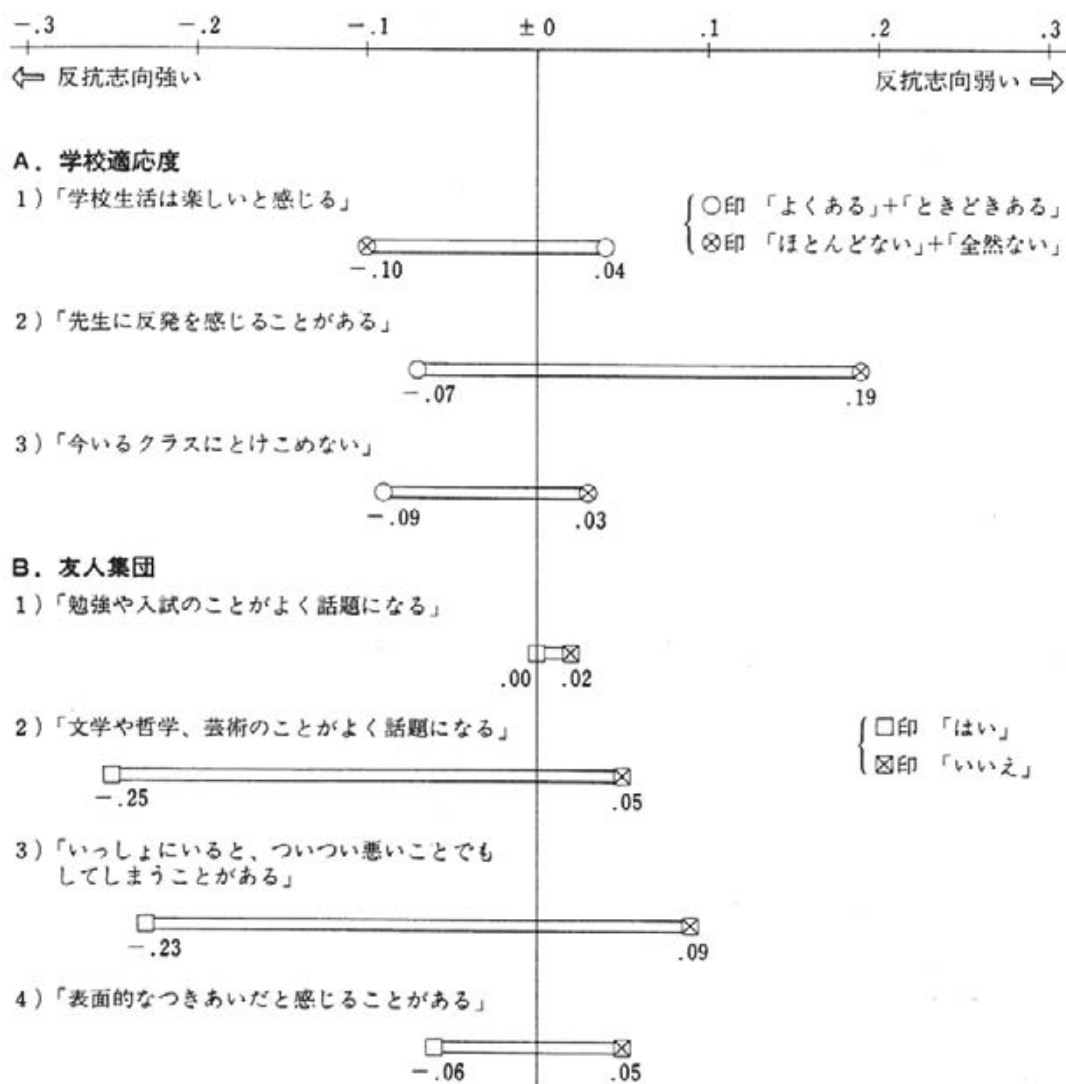 -.3 -.2 -.1 ±0 .1 .2 .3
⇦ 反抗志向強い 反抗志向弱い ⇨
A. 学校適応度
1)「学校生活は楽しいと感じる」
○印 「よくある」+「ときどきある」
⊗印 「ほとんどない」+「全然ない」
-.10 .04
2)「先生に反発を感じることがある」
-.07 .19
3)「今いるクラスにとけこめない」
-.09 .03
B. 友人集団
1)「勉強や入試のことがよく話題になる」
.00 .02
2)「文学や哲学、芸術のことがよく話題になる」
□印 「はい」
⊠印 「いいえ」
-.25 .05
3)「いっしょにいると、ついつい悪いことでも
してしまうことがある」
-.23 .09
4)「表面的なつきあいだと感じることがある」
-.06 .05